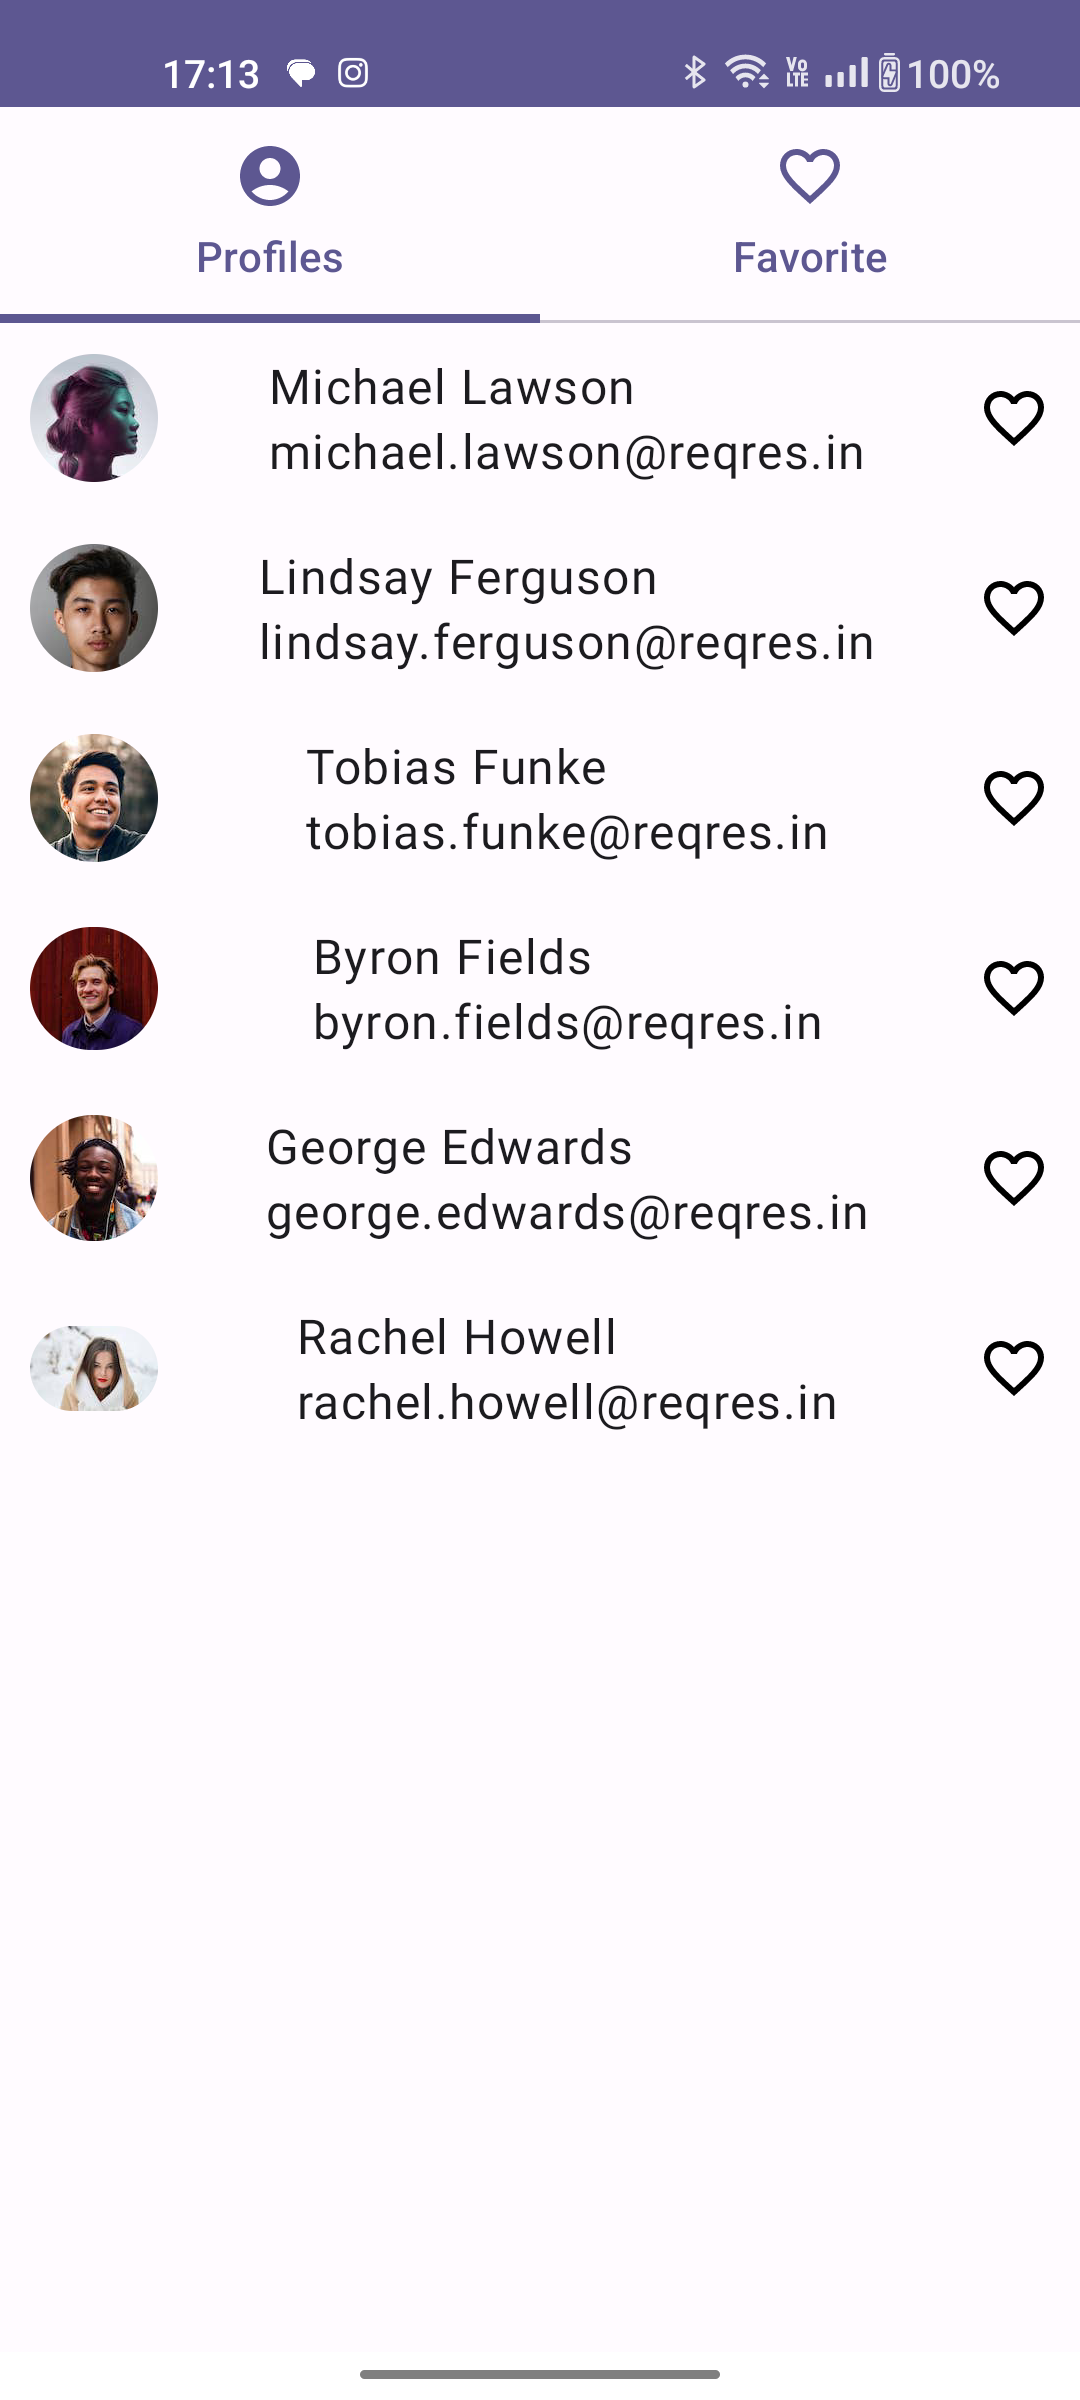 17:13 Vo LTE 100%
Profiles Favorite
Michael Lawson
michael.lawson@reqres.in
Lindsay Ferguson
lindsay.ferguson@reqres.in
Tobias Funke
tobias.funke@reqres.in
Byron Fields
byron.fields@reqres.in
George Edwards
george.edwards@reqres.in
Rachel Howell
rachel.howell@reqres.in